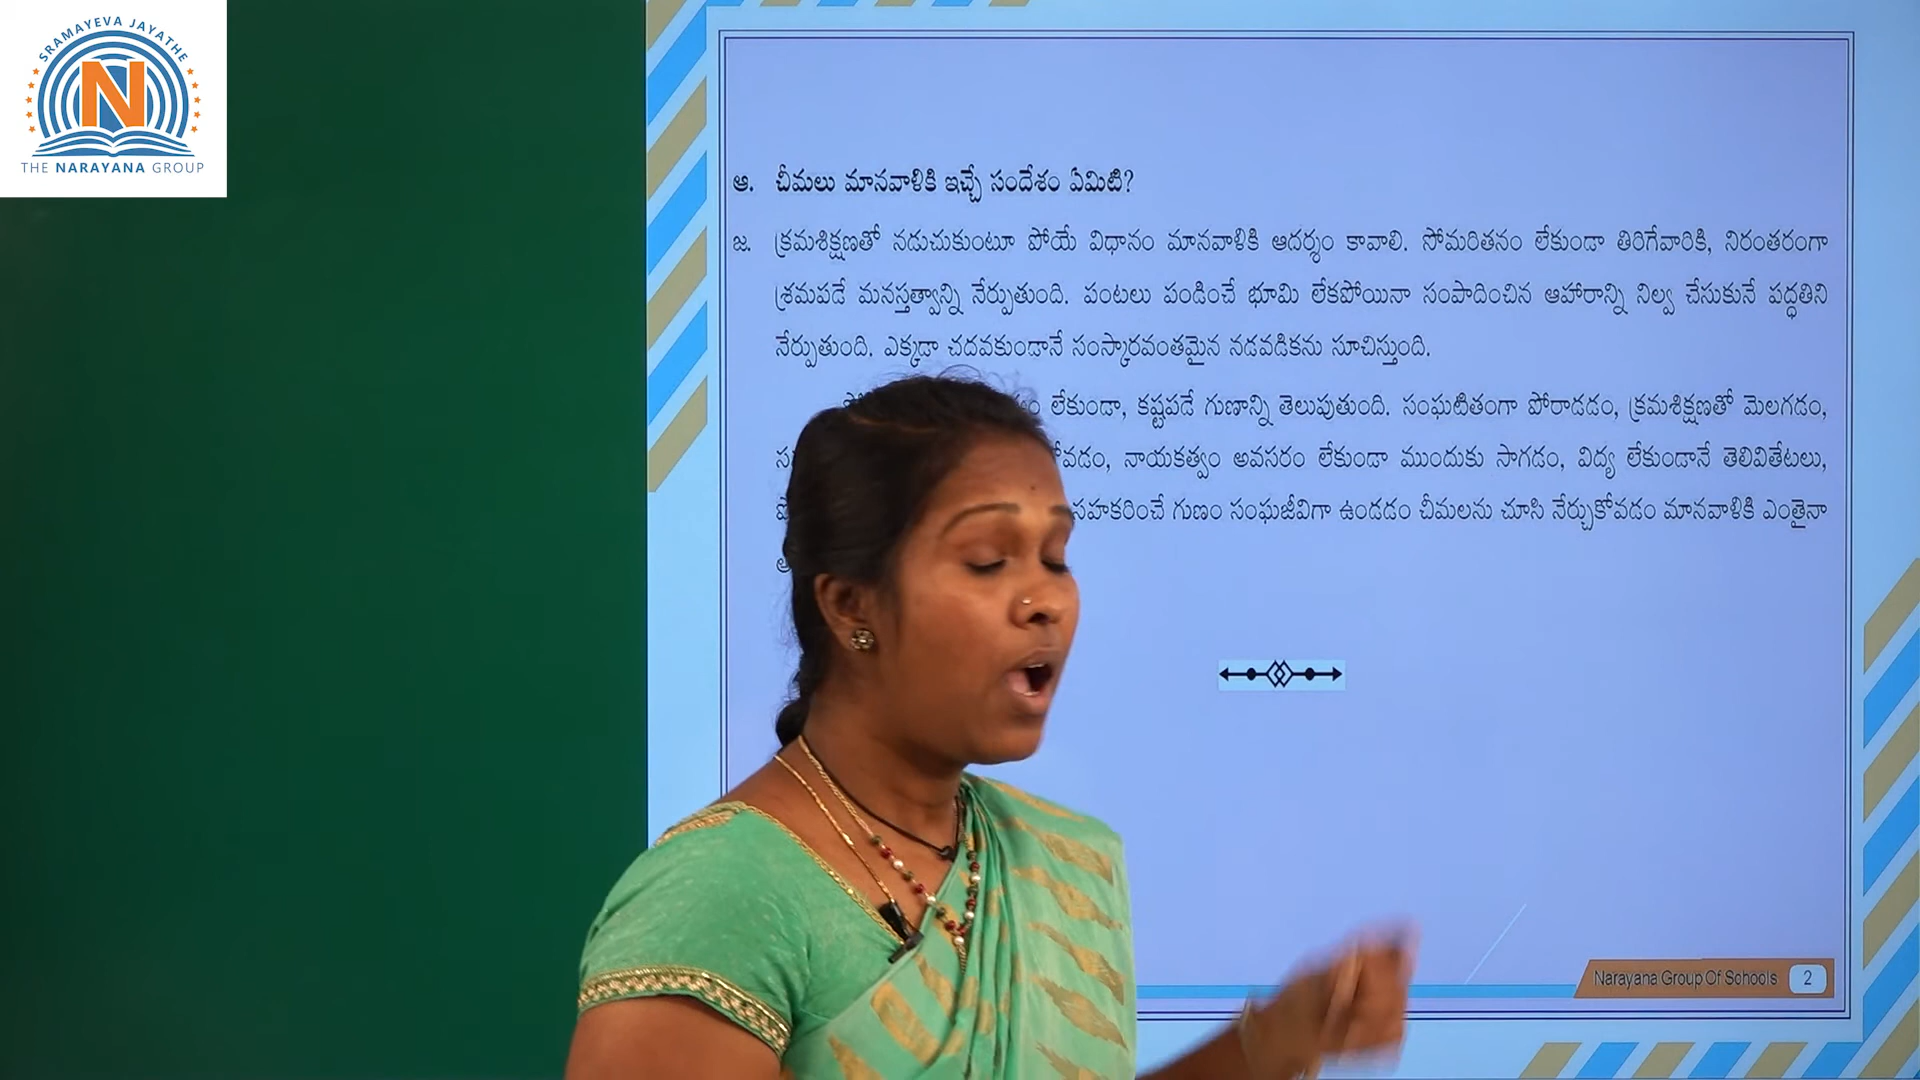 SRAMAYEVA JAYATHE
N
THE NARAYANA GROUP
ఆ. చీమలు మానవాళికి ఇచ్చే సందేశం ఏమిటి?
జ. క్రమశిక్షణతో నడుచుకుంటూ పోయే విధానం మానవాళికి ఆదర్శం కావాలి. సోమరితనం లేకుండా తిరిగేవారికి, నిరంతరంగా
శ్రమపడే మనస్తత్వాన్ని నేర్పుతుంది. పంటలు పండించే భూమి లేకపోయినా సంపాదించిన ఆహారాన్ని నిల్వ చేసుకునే పద్ధతిని
నేర్పుతుంది. ఎక్కడా చదవకుండానే సంస్కారవంతమైన నడవడికను సూచిస్తుంది.
లేకుండా, కష్టపడే గుణాన్ని తెలుపుతుంది. సంఘటితంగా పోరాడడం, క్రమశిక్షణతో మెలగడం,
నాయకత్వం అవసరం లేకుండా ముందుకు సాగడం, విద్య లేకుండానే తెలివితేటలు,
సహకరించే గుణం సంఘజీవిగా ఉండడం చీమలను చూసి నేర్చుకోవడం మానవాళికి ఎంతైనా
Narayana Group Of Schools 2